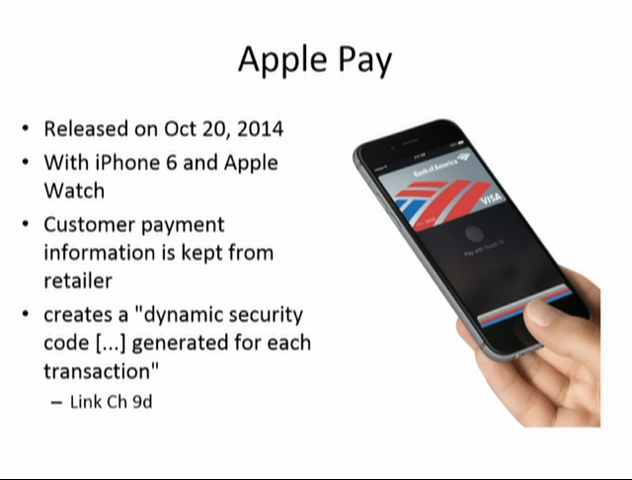 Apple Pay
• Released on Oct 20, 2014
• With iPhone 6 and Apple
Watch
• Customer payment
information is kept from
retailer
• creates a "dynamic security
code [...] generated for each
transaction"
– Link Ch 9d
Bank of America
VISA
Pay with Touch ID